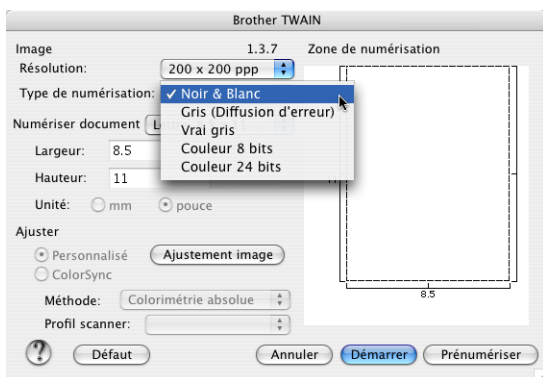 Brother TWAIN
Image 1.3.7 Zone de numérisation
Résolution: 200 x 200 ppp
Type de numérisation: ✓ Noir & Blanc
Gris (Diffusion d'erreur)
Vrai gris
Couleur 8 bits
Couleur 24 bits
Numériser document
Largeur: 8.5
Hauteur: 11
Unité: mm pouce
8.5
Ajuster
Personnalisé Ajustement image
ColorSync
Méthode: Colorimétrie absolue
Profil scanner:
? Défaut Annuler Démarrer Prénumériser